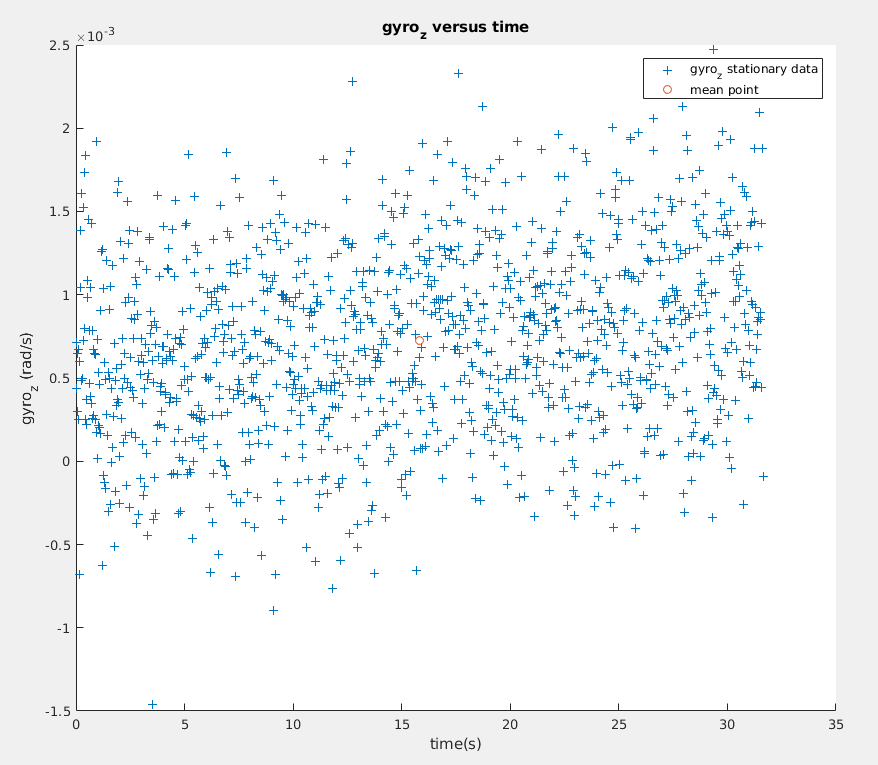 gyro_z versus time
×10^-3
gyro_z stationary data
mean point
2.5
2
1.5
1
0.5
0
-0.5
-1
-1.5
gyro_z (rad/s)
0 5 10 15 20 25 30 35
time(s)